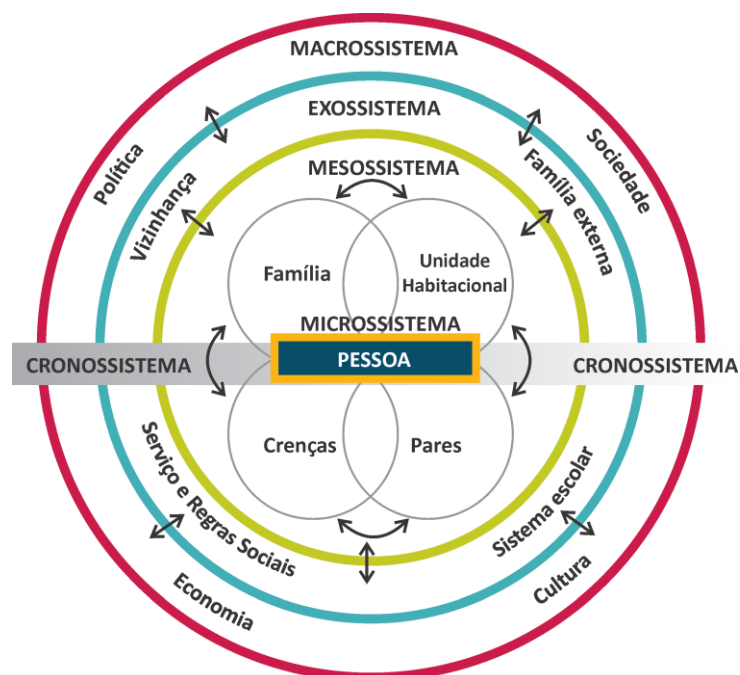 MACROSSISTEMA
EXOSSISTEMA
MESOSSISTEMA
Política
Vizinhança
Família externa
Sociedade
Família
Unidade
Habitacional
MICROSSISTEMA
CRONOSSISTEMA
PESSOA
CRONOSSISTEMA
Crenças
Pares
Serviço e Regras Sociais
Sistema escolar
Economia
Cultura